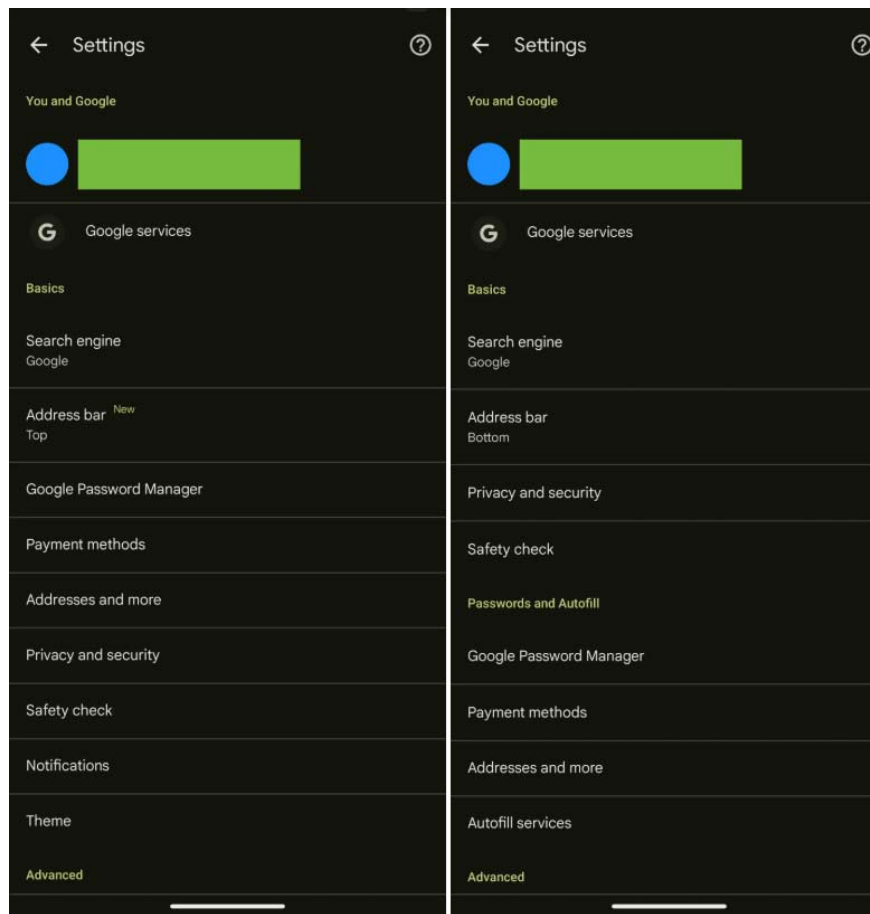 Settings
You and Google
Google services
Basics
Search engine
Google
Address bar New
Top
Google Password Manager
Payment methods
Addresses and more
Privacy and security
Safety check
Notifications
Theme
Advanced
Settings
You and Google
Google services
Basics
Search engine
Google
Address bar
Bottom
Privacy and security
Safety check
Passwords and Autofill
Google Password Manager
Payment methods
Addresses and more
Autofill services
Advanced